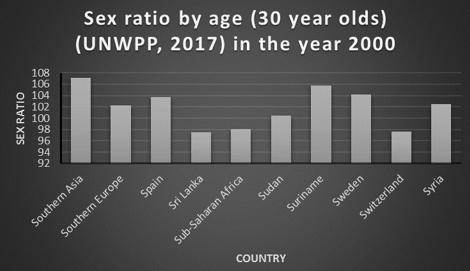 Sex ratio by age (30 year olds)
(UNWPP, 2017) in the year 2000
108
106
104
102
100
98
96
94
92
SEX RATIO
Southern Asia
Southern Europe
Spain
Sri Lanka
Sub-Saharan Africa
Sudan
Suriname
Sweden
Switzerland
Syria
COUNTRY